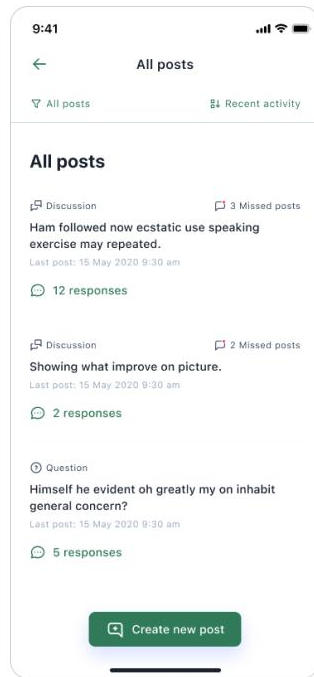 9:41
All posts
All posts
Recent activity
All posts
Discussion
3 Missed posts
Ham followed now ecstatic use speaking
exercise may repeated.
Last post: 15 May 2020 9:30 am
12 responses
Discussion
2 Missed posts
Showing what improve on picture.
Last post: 15 May 2020 9:30 am
2 responses
Question
Himself he evident oh greatly my on inhabit
general concern?
Last post: 15 May 2020 9:30 am
5 responses
Create new post